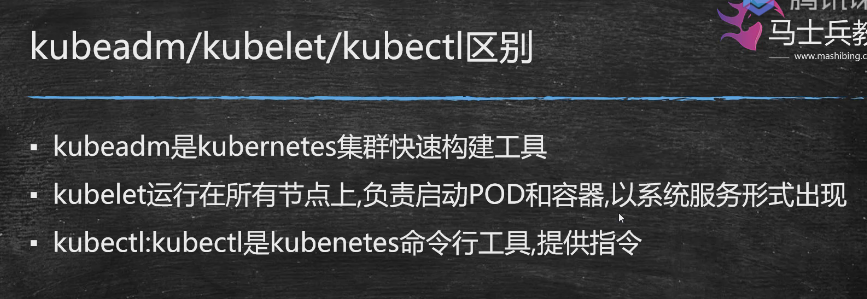 kubeadm/kubelet/kubectl区别
马士兵教
www.mashibing.c
kubeadm是kubernetes集群快速构建工具
kubelet运行在所有节点上,负责启动POD和容器,以系统服务形式出现
kubectl:kubectl是kubenetes命令行工具,提供指令